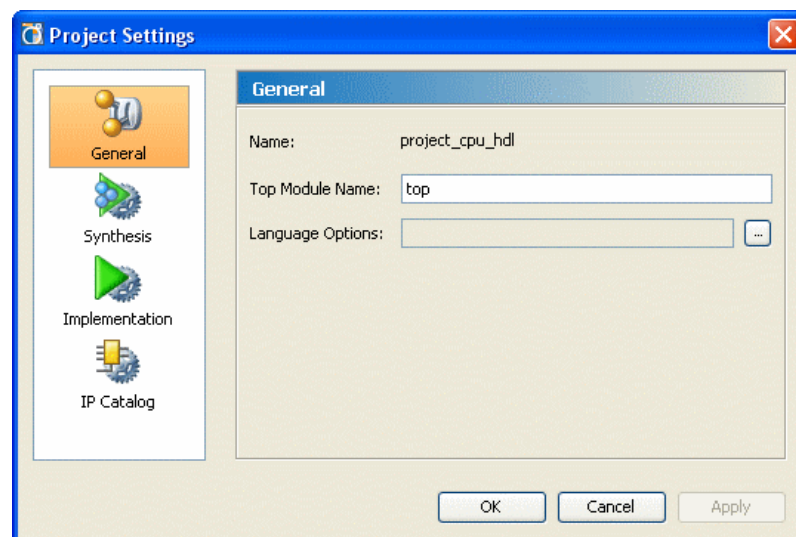 Project Settings
General
General
Name: project_cpu_hdl
Top Module Name: top
Language Options: ...
Synthesis
Implementation
IP Catalog
OK Cancel Apply